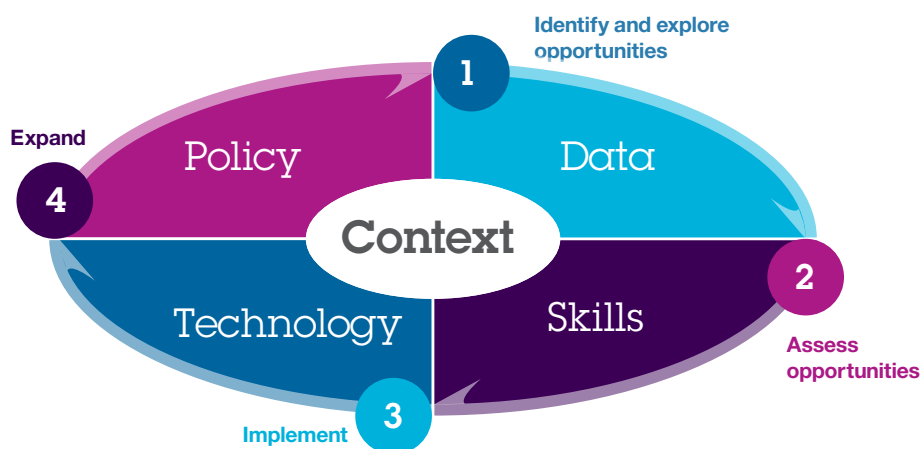 Identify and explore
opportunities
1
Expand
Policy
Data
4
Context
2
Technology
Skills
Assess
opportunities
3
Implement